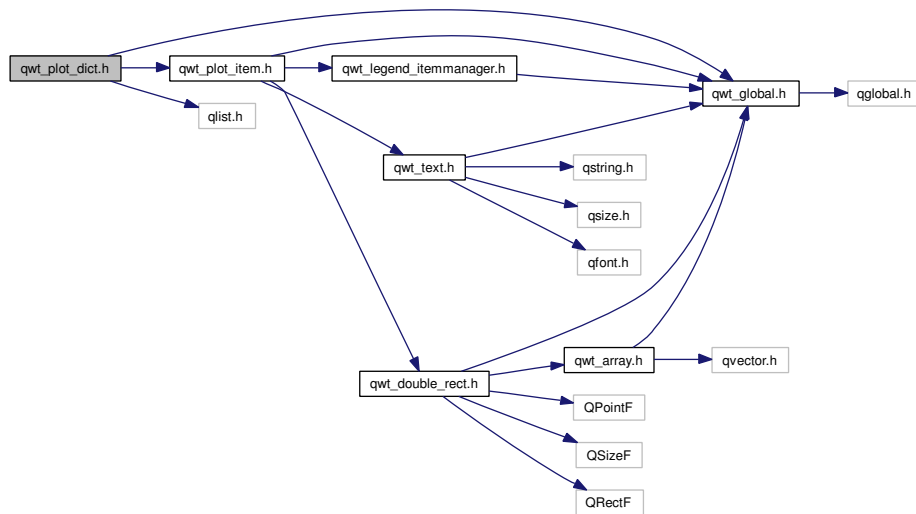 qwt_plot_dict.h
qwt_plot_item.h
qwt_legend_itemmanager.h
qwt_global.h
qglobal.h
qlist.h
qwt_text.h
qstring.h
qsize.h
qfont.h
qwt_double_rect.h
qwt_array.h
qvector.h
QPointF
QSizeF
QRectF